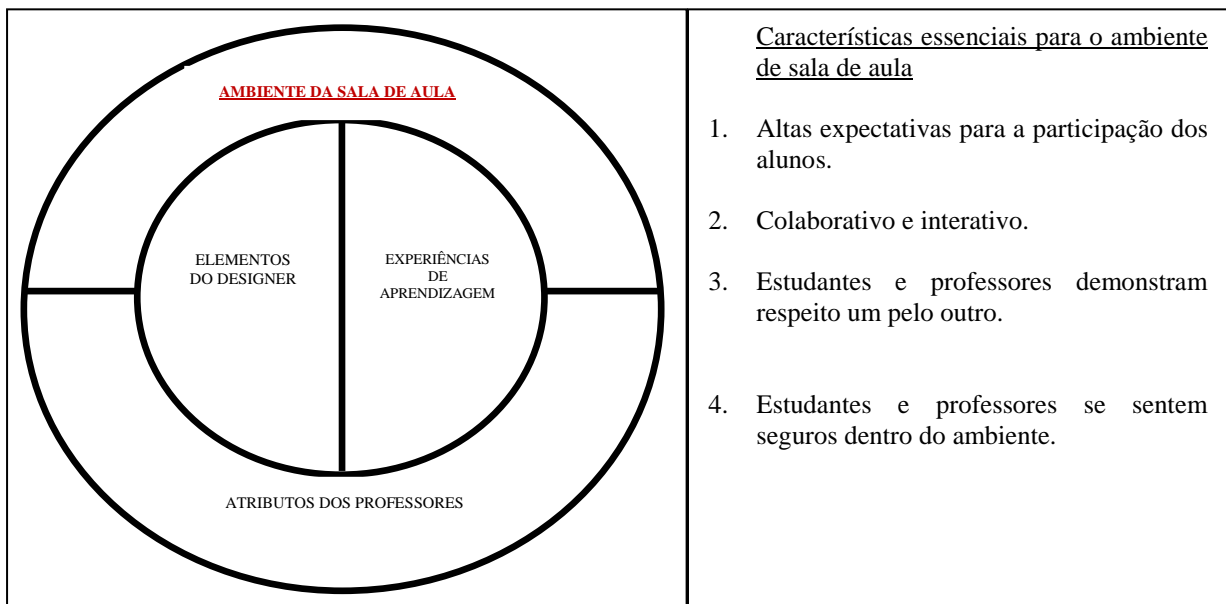 AMBIENTE DA SALA DE AULA
ELEMENTOS
DO DESIGNER
EXPERIÊNCIAS
DE
APRENDIZAGEM
ATRIBUTOS DOS PROFESSORES
Características essenciais para o ambiente
de sala de aula
1. Altas expectativas para a participação dos
alunos.
2. Colaborativo e interativo.
3. Estudantes e professores demonstram
respeito um pelo outro.
4. Estudantes e professores se sentem
seguros dentro do ambiente.